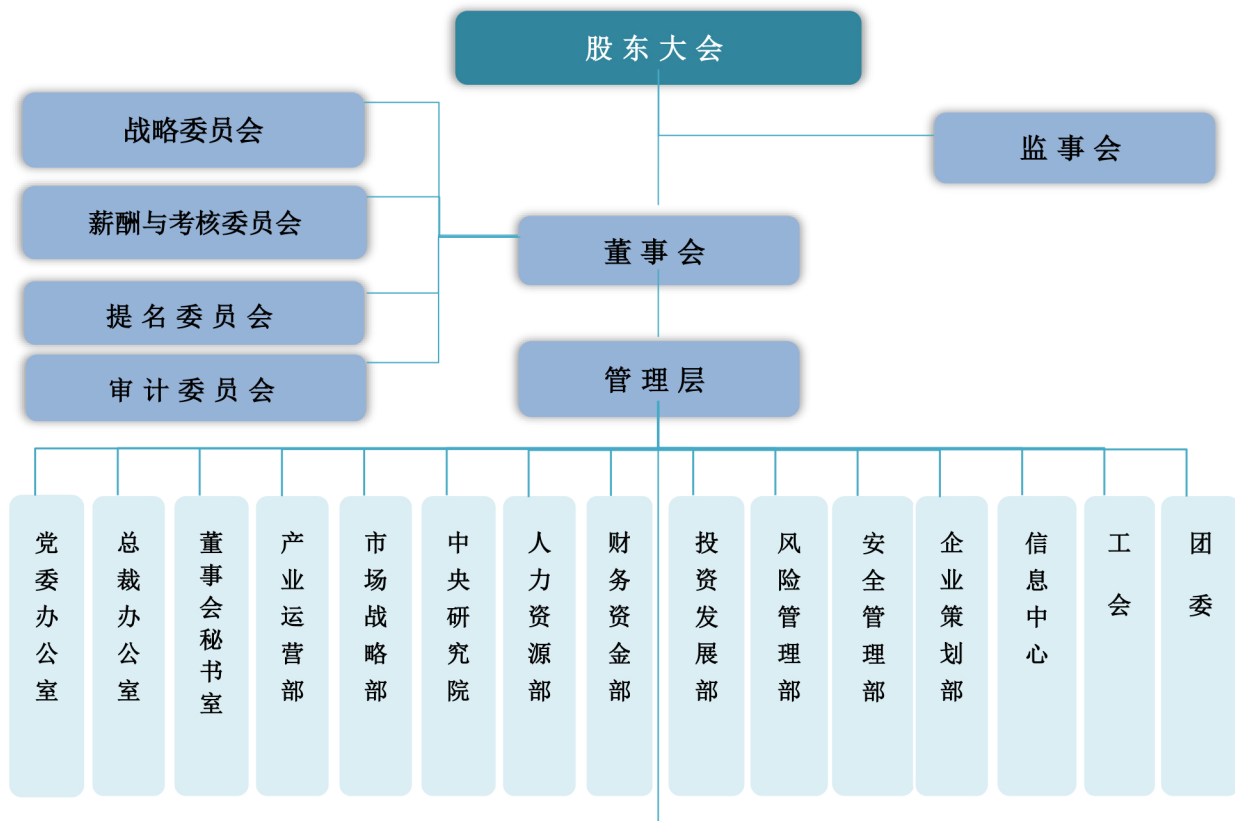 股东大会
战略委员会
监事会
薪酬与考核委员会
董事会
提名委员会
管理层
审计委员会
党委办公室
总裁办公室
董事会秘书室
产业运营部
市场战略部
中央研究院
人力资源部
财务资金部
投资发展部
风险管理部
安全管理部
企业策划部
信息中心
工会
团委